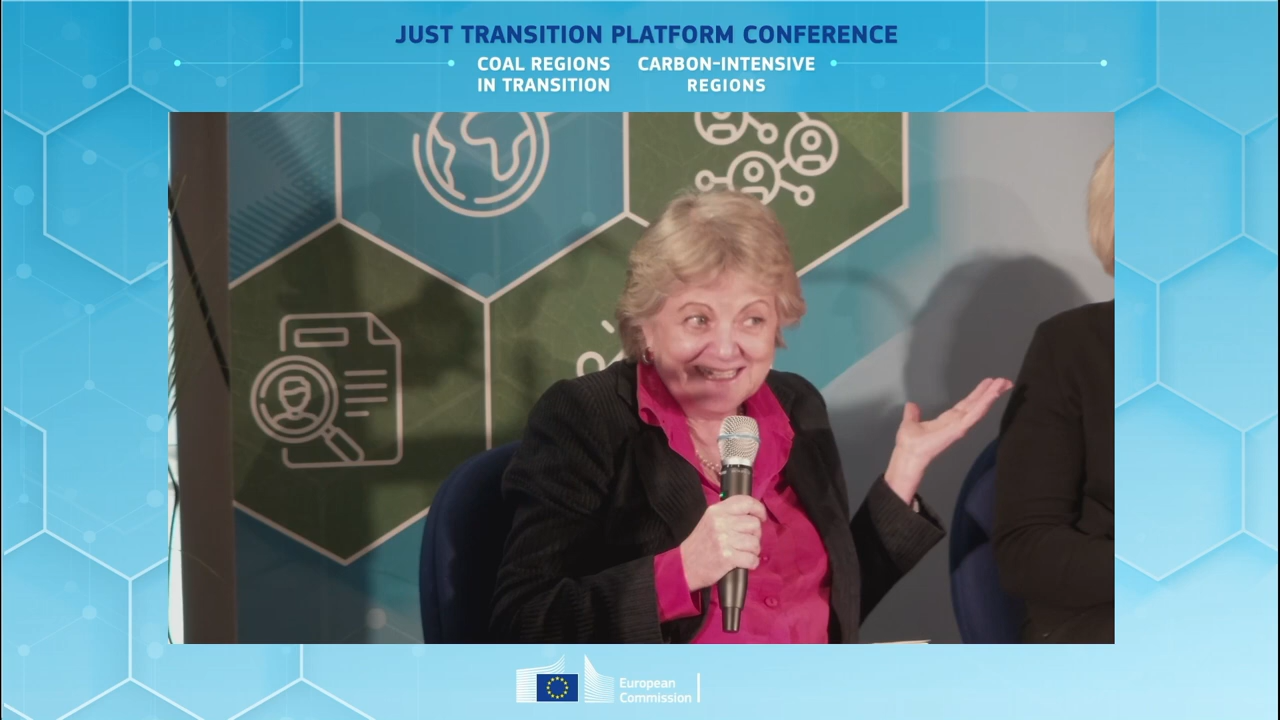 JUST TRANSITION PLATFORM CONFERENCE
COAL REGIONS
IN TRANSITION
CARBON-INTENSIVE
REGIONS
European
Commission